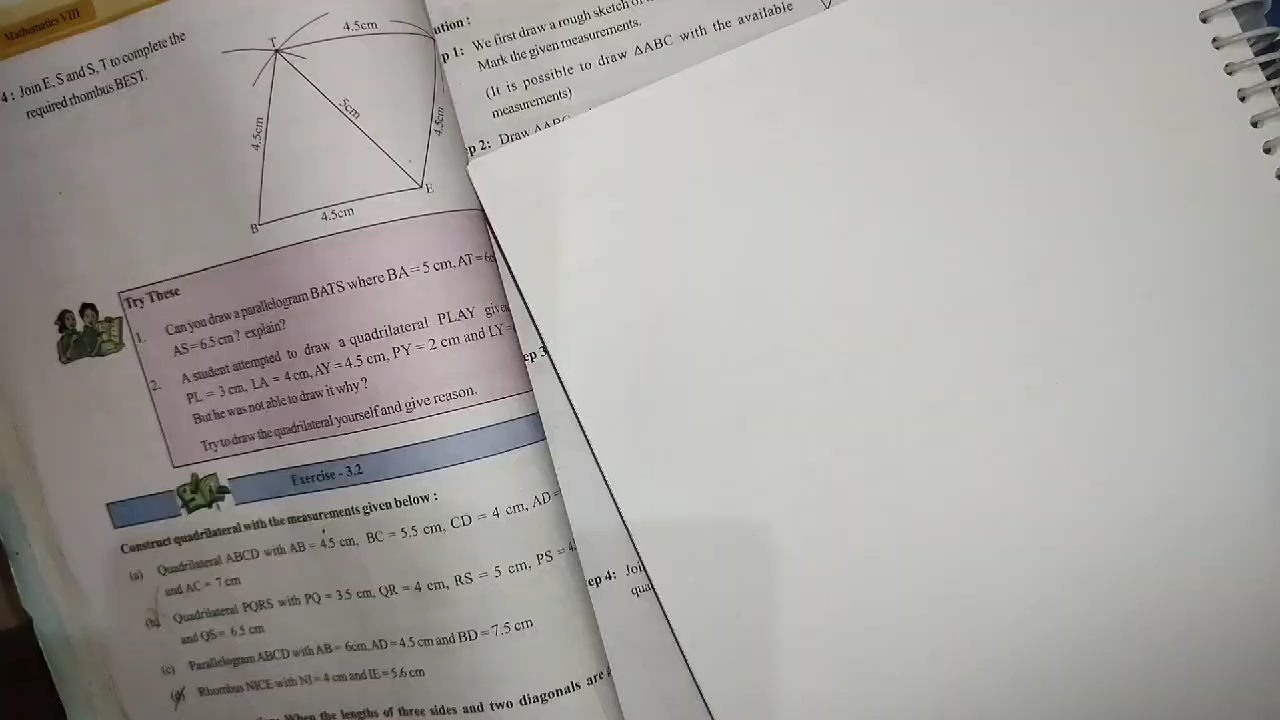 Mathematics VIII
4 : Join E, S and S, T to complete the
required rhombus BEST.
T
4.5cm
4.5cm
5cm
4.5cm
B
4.5cm
E
Try These
1. Can you draw a parallelogram BATS where BA = 5 cm, AT = 6
AS = 6.5 cm? explain?
2. A student attempted to draw a quadrilateral PLAY give
PL = 3 cm, LA = 4 cm, AY = 4.5 cm, PY = 2 cm and LY =
But he was not able to draw it why?
Try to draw the quadrilateral yourself and give reason.
Exercise - 3.2
Construct quadrilateral with the measurements given below :
(a) Quadrilateral ABCD with AB = 4.5 cm, BC = 5.5 cm, CD = 4 cm, AD =
and AC = 7 cm
(b) Quadrilateral PQRS with PQ = 3.5 cm, QR = 4 cm, RS = 5 cm, PS = 4.
and QS = 6.5 cm
(c) Parallelogram ABCD with AB = 6cm, AD = 4.5 cm and BD = 7.5 cm
(d) Rhombus NICE with NI = 4 cm and IE = 5.6 cm
When the lengths of three sides and two diagonals are
ution :
p 1: We first draw a rough sketch of
Mark the given measurements.
(It is possible to draw ΔABC with the available
measurements)
p 2: Draw ΔABC
ep 3
ep 4: Joi
qua